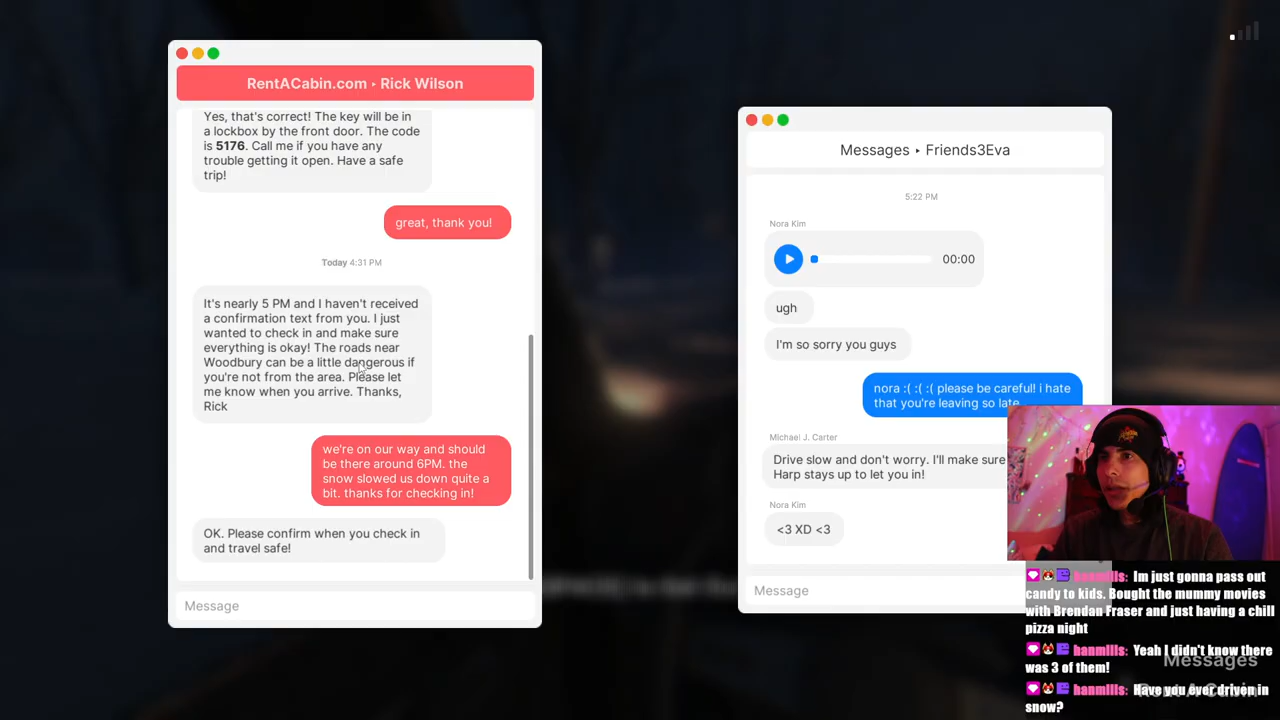 RentACabin.com ▸ Rick Wilson
Yes, that's correct! The key will be in
a lockbox by the front door. The code
is 5176. Call me if you have any
trouble getting it open. Have a safe
trip!
great, thank you!
Today 4:31 PM
It's nearly 5 PM and I haven't received
a confirmation text from you. I just
wanted to check in and make sure
everything is okay! The roads near
Woodbury can be a little dangerous if
you're not from the area. Please let
me know when you arrive. Thanks,
Rick
we're on our way and should
be there around 6PM. the
snow slowed us down quite a
bit. thanks for checking in!
OK. Please confirm when you check in
and travel safe!
Message
Messages ▸ Friends3Eva
5:22 PM
Nora Kim
00:00
ugh
I'm so sorry you guys
nora :( :( :( please be careful! i hate
that you're leaving so late
Michael J. Carter
Drive slow and don't worry. I'll make sure
Harp stays up to let you in!
Nora Kim
<3 XD <3
Message
hanmills: Im just gonna pass out
candy to kids. Bought the mummy movies
with Brendan Fraser and just having a chill
pizza night
hanmills: Yeah I didn't know there
was 3 of them!
Messages
hanmills: Have you ever driven in
snow?
Rent A Cabin